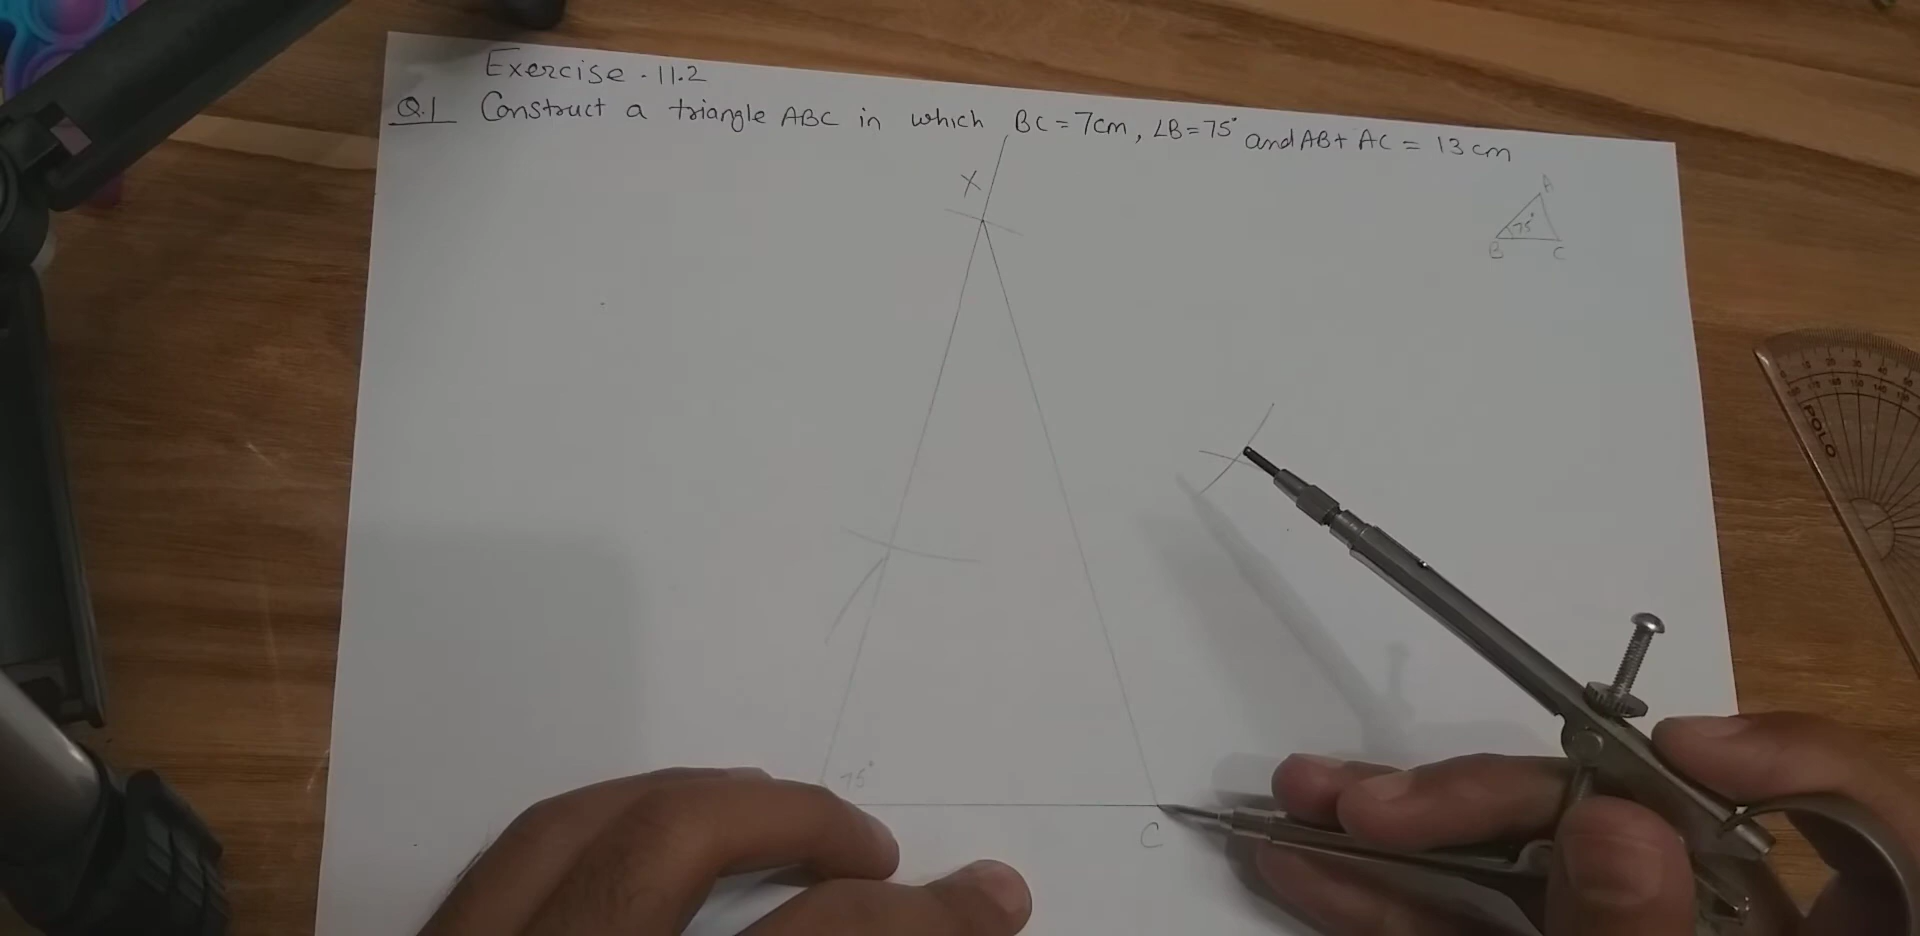 Exercise - 11.2
Q.1 Construct a triangle ABC in which BC = 7cm, ∠B = 75° and AB + AC = 13 cm
X
A
75°
B C
POLO
75°
C